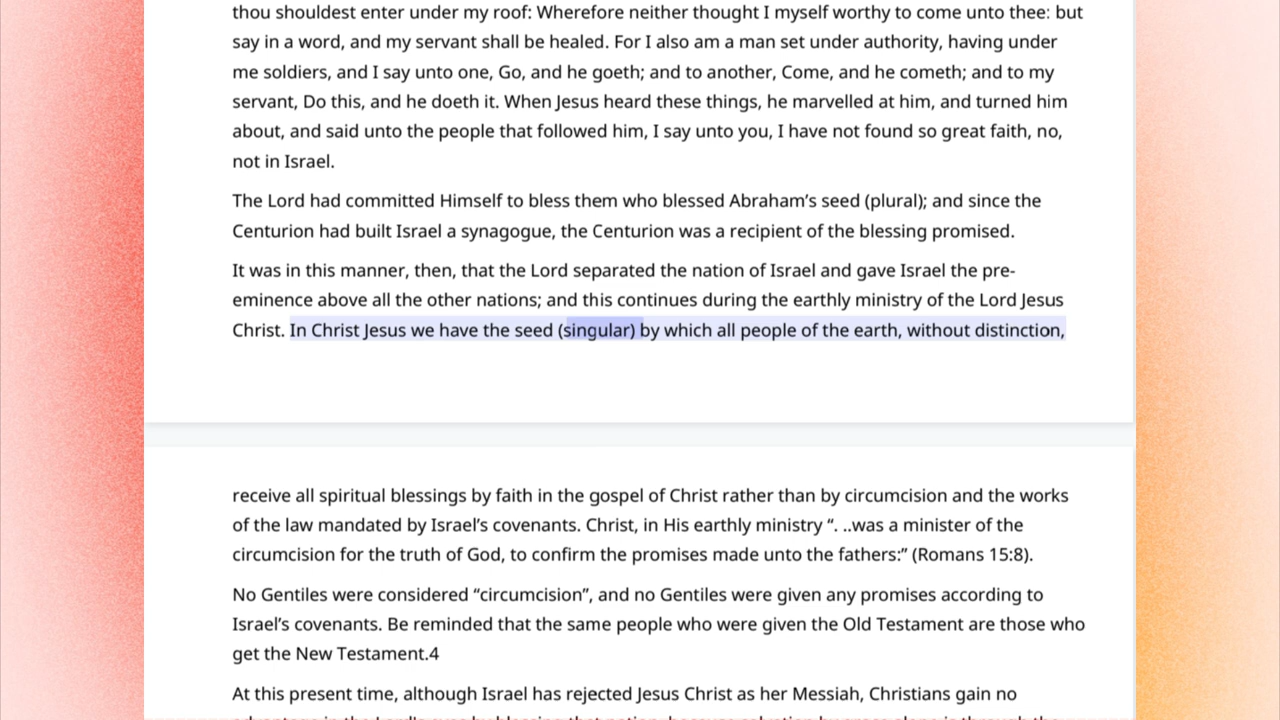 thou shouldest enter under my roof: Wherefore neither thought I myself worthy to come unto thee: but
say in a word, and my servant shall be healed. For I also am a man set under authority, having under
me soldiers, and I say unto one, Go, and he goeth; and to another, Come, and he cometh; and to my
servant, Do this, and he doeth it. When Jesus heard these things, he marvelled at him, and turned him
about, and said unto the people that followed him, I say unto you, I have not found so great faith, no,
not in Israel.
The Lord had committed Himself to bless them who blessed Abraham’s seed (plural); and since the
Centurion had built Israel a synagogue, the Centurion was a recipient of the blessing promised.
It was in this manner, then, that the Lord separated the nation of Israel and gave Israel the pre-
eminence above all the other nations; and this continues during the earthly ministry of the Lord Jesus
Christ. In Christ Jesus we have the seed (singular) by which all people of the earth, without distinction,
receive all spiritual blessings by faith in the gospel of Christ rather than by circumcision and the works
of the law mandated by Israel’s covenants. Christ, in His earthly ministry “. ..was a minister of the
circumcision for the truth of God, to confirm the promises made unto the fathers:” (Romans 15:8).
No Gentiles were considered “circumcision”, and no Gentiles were given any promises according to
Israel’s covenants. Be reminded that the same people who were given the Old Testament are those who
get the New Testament.4
At this present time, although Israel has rejected Jesus Christ as her Messiah, Christians gain no